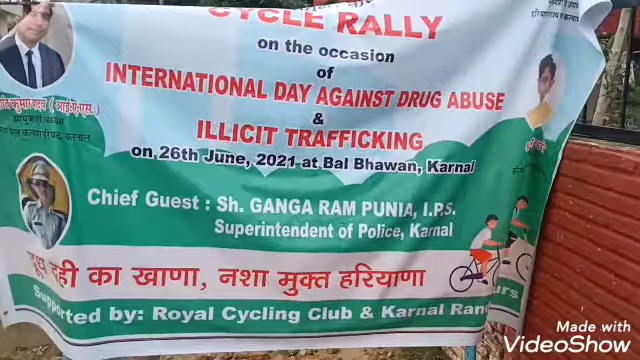 CYCLE RALLY
on the occasion
of
INTERNATIONAL DAY AGAINST DRUG ABUSE
&
ILLICIT TRAFFICKING
on 26th June, 2021 at Bal Bhawan, Karnal
Chief Guest : Sh. GANGA RAM PUNIA, I.P.S.
Superintendent of Police, Karnal
दही का खाणा, नशा मुक्त हरियाणा
Supported by: Royal Cycling Club & Karnal
Made with
VideoShow